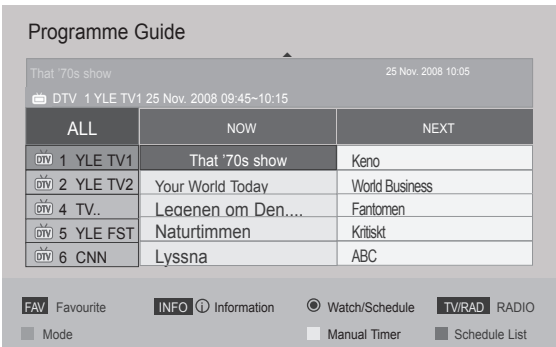 Programme Guide
That '70s show 25 Nov. 2008 10:05
DTV 1 YLE TV1 25 Nov. 2008 09:45~10:15
ALL NOW NEXT
DTV 1 YLE TV1 That '70s show Keno
DTV 2 YLE TV2 Your World Today World Business
DTV 4 TV.. Legenen om Den.... Fantomen
DTV 5 YLE FST Naturtimmen Kritiskt
DTV 6 CNN Lyssna ABC
FAV Favourite INFO ⓘ Information Watch/Schedule TV/RAD RADIO
Mode Manual Timer Schedule List